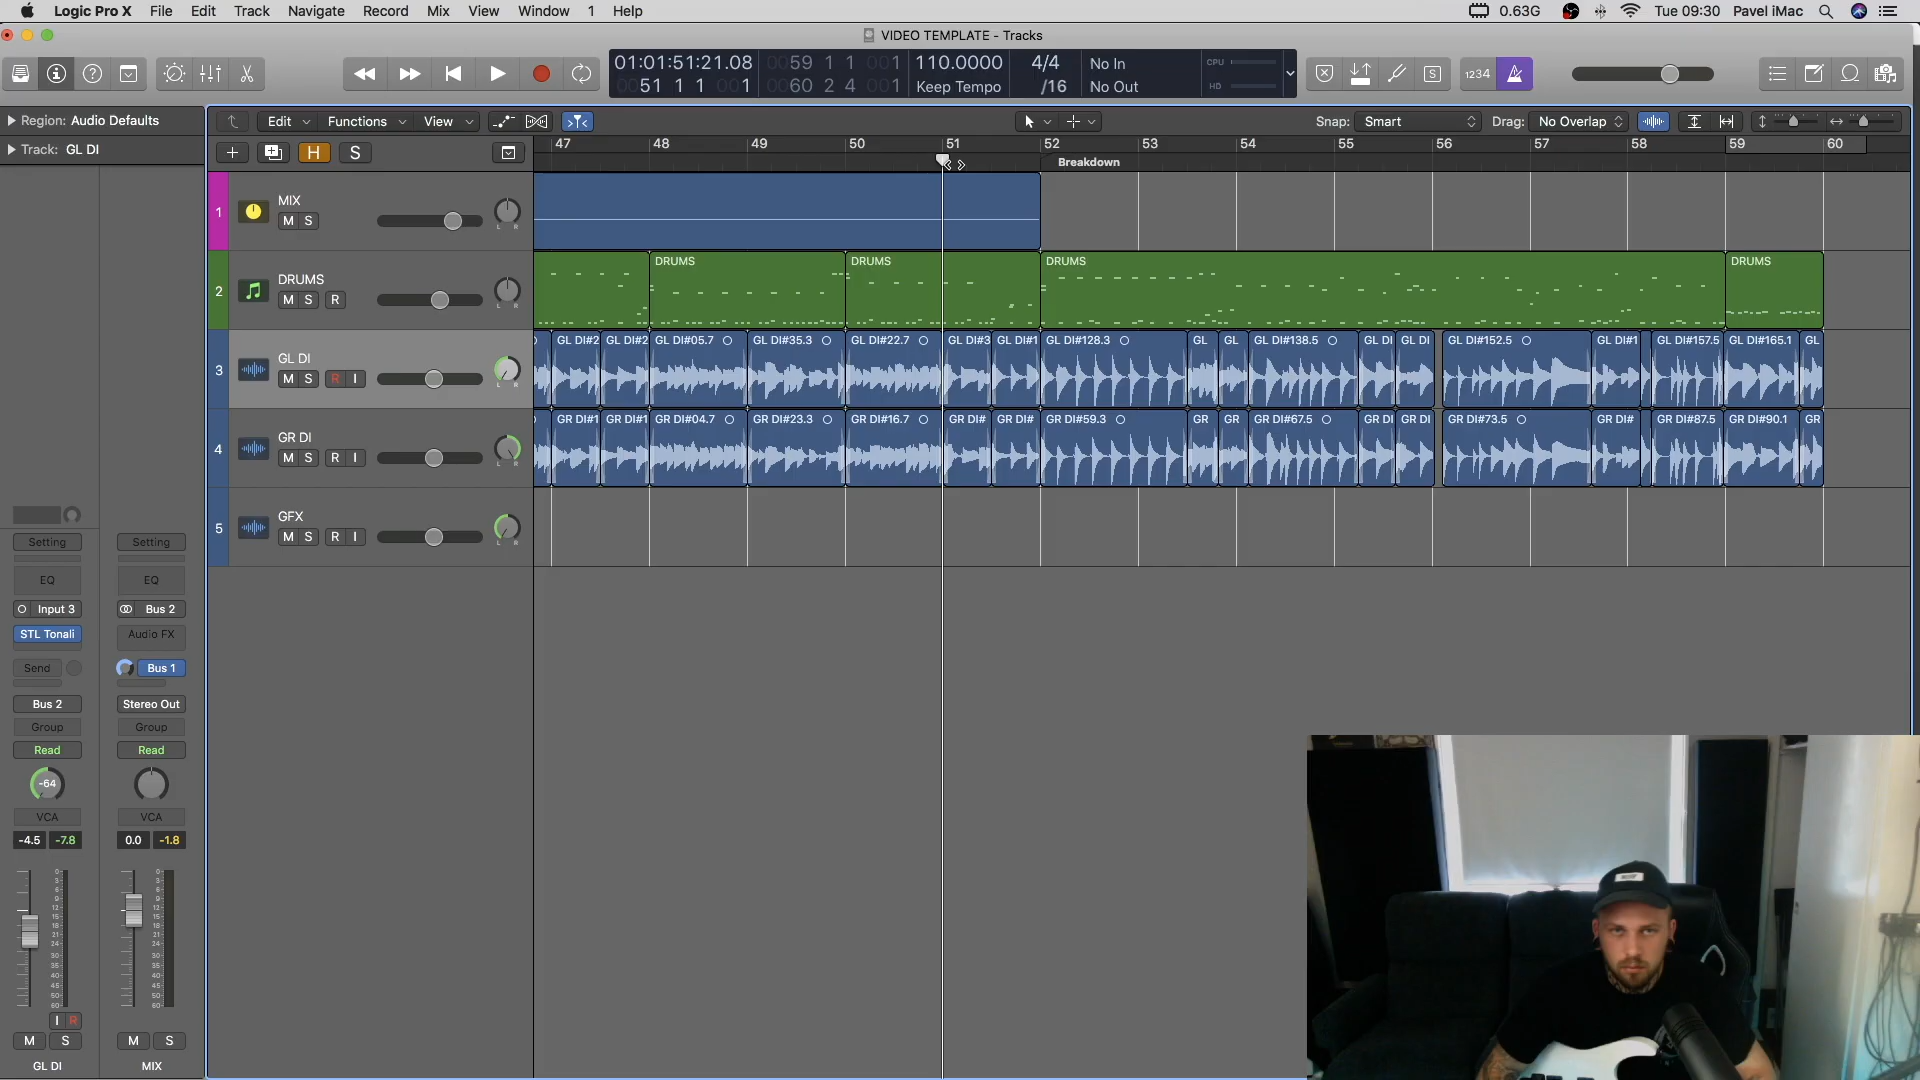 Logic Pro X File Edit Track Navigate Record Mix View Window 1 Help 0.63G Tue 09:30 Pavel iMac
VIDEO TEMPLATE - Tracks
01:01:51:21.08 0059 1 1 001 110.0000 4/4 No In CPU
0051 1 1 001 0060 2 4 001 Keep Tempo /16 No Out HD
1234
Region: Audio Defaults
Edit Functions View Snap: Smart Drag: No Overlap
Track: GL DI
H S
47 48 49 50 51 52 53 54 55 56 57 58 59 60
Breakdown
1 MIX
M S
2 DRUMS
M S R
DRUMS DRUMS DRUMS DRUMS
3 GL DI
M S R I
GL DI#2 GL DI#2 GL DI#05.7 GL DI#35.3 GL DI#22.7 GL DI#3 GL DI#1 GL DI#128.3 GL GL GL DI#138.5 GL DI GL DI GL DI#152.5 GL DI#1 GL DI#157.5 GL DI#165.1 GL
4 GR DI
M S R I
GR DI#1 GR DI#1 GR DI#04.7 GR DI#23.3 GR DI#16.7 GR DI# GR DI# GR DI#59.3 GR GR GR DI#67.5 GR DI GR DI GR DI#73.5 GR DI# GR DI#87.5 GR DI#90.1 GR
5 GFX
M S R I
L R
Setting Setting
EQ EQ
Input 3 Bus 2
STL Tonali Audio FX
Send Bus 1
Bus 2 Stereo Out
Group Group
Read Read
-64
VCA VCA
-4.5 -7.8 0.0 -1.8
I R
M S M S
GL DI MIX